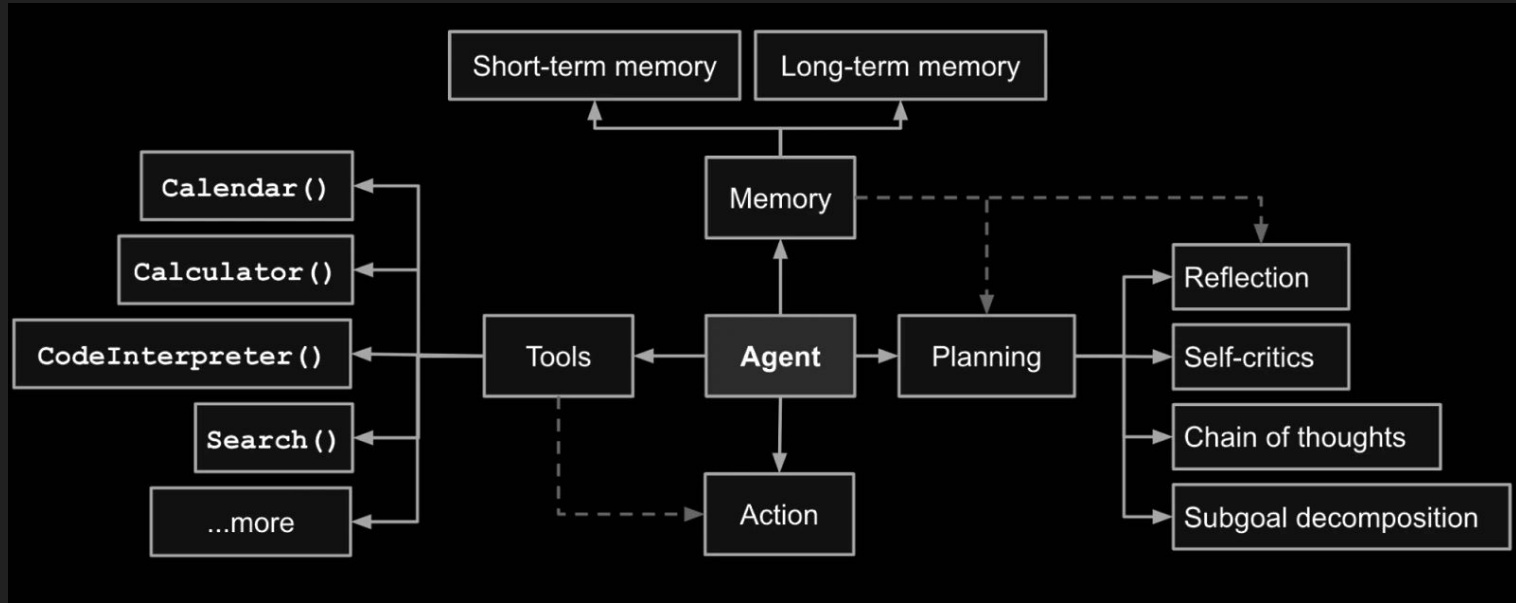 Short-term memory
Long-term memory
Calendar()
Memory
Calculator()
Reflection
CodeInterpreter()
Tools
Agent
Planning
Self-critics
Search()
Chain of thoughts
...more
Action
Subgoal decomposition